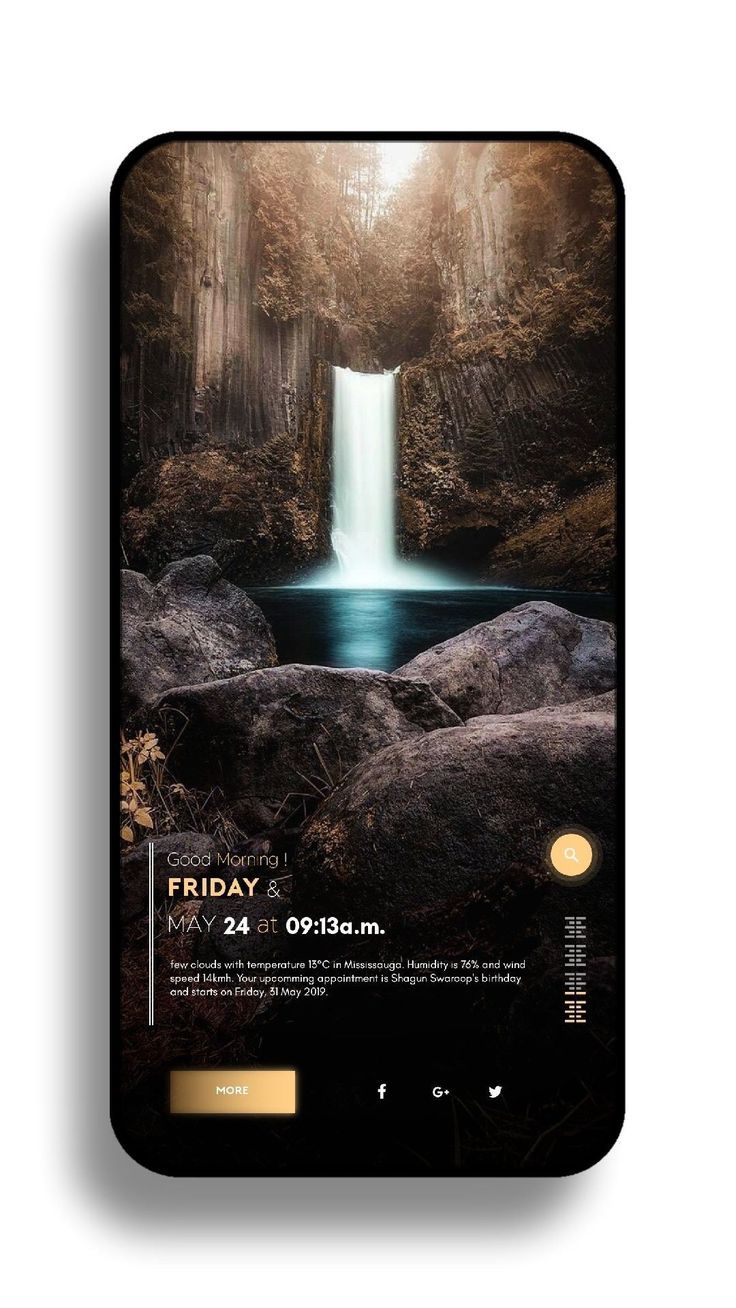 Good Morning !
FRIDAY &
MAY 24 at 09:13a.m.
few clouds with temperature 13°C in Mississauga. Humidity is 76% and wind
speed 14kmh. Your upcomming appointment is Shagun Swaroop's birthday
and starts on Friday, 31 May 2019.
MORE
f G+